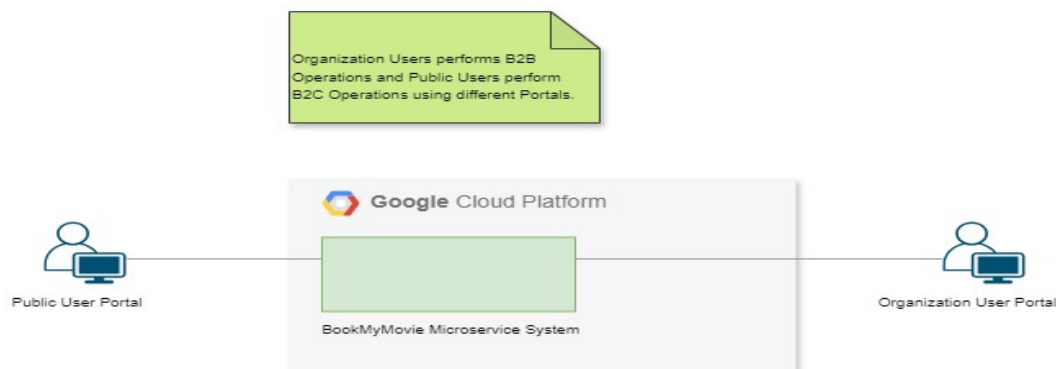 Organization Users performs B2B
Operations and Public Users perform
B2C Operations using different Portals.
Google Cloud Platform
Public User Portal
Organization User Portal
BookMyMovie Microservice System